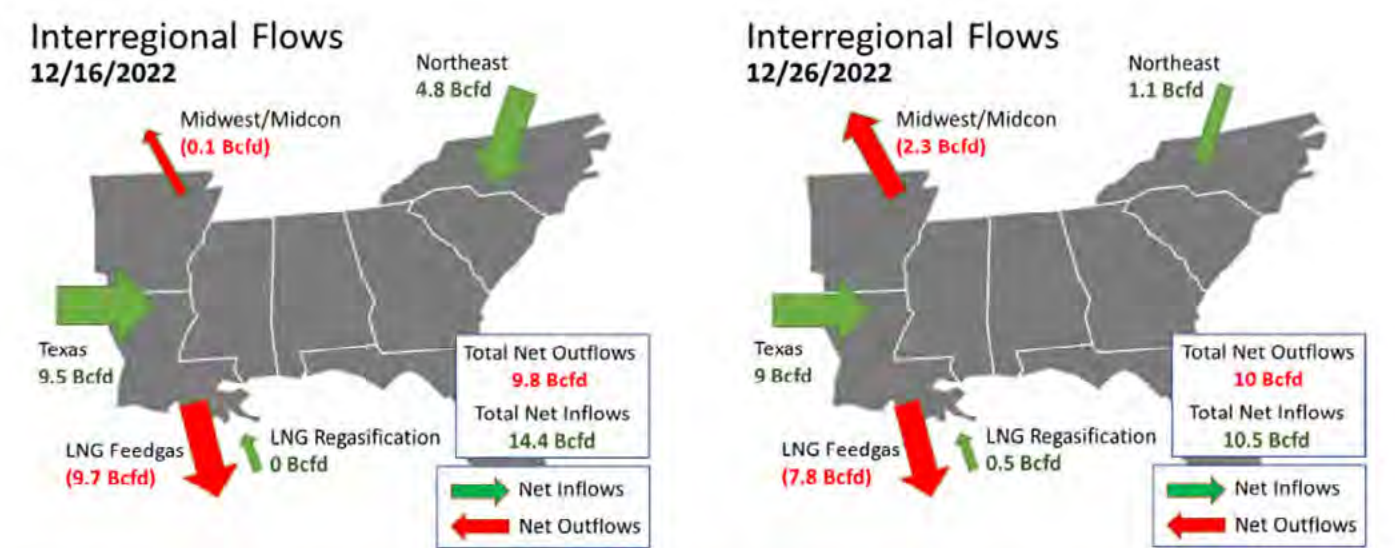 Interregional Flows
12/16/2022
Northeast
4.8 Bcfd
Midwest/Midcon
(0.1 Bcfd)
Texas
9.5 Bcfd
LNG Feedgas
(9.7 Bcfd)
LNG Regasification
0 Bcfd
Total Net Outflows
9.8 Bcfd
Total Net Inflows
14.4 Bcfd
Net Inflows
Net Outflows
Interregional Flows
12/26/2022
Northeast
1.1 Bcfd
Midwest/Midcon
(2.3 Bcfd)
Texas
9 Bcfd
LNG Feedgas
(7.8 Bcfd)
LNG Regasification
0.5 Bcfd
Total Net Outflows
10 Bcfd
Total Net Inflows
10.5 Bcfd
Net Inflows
Net Outflows